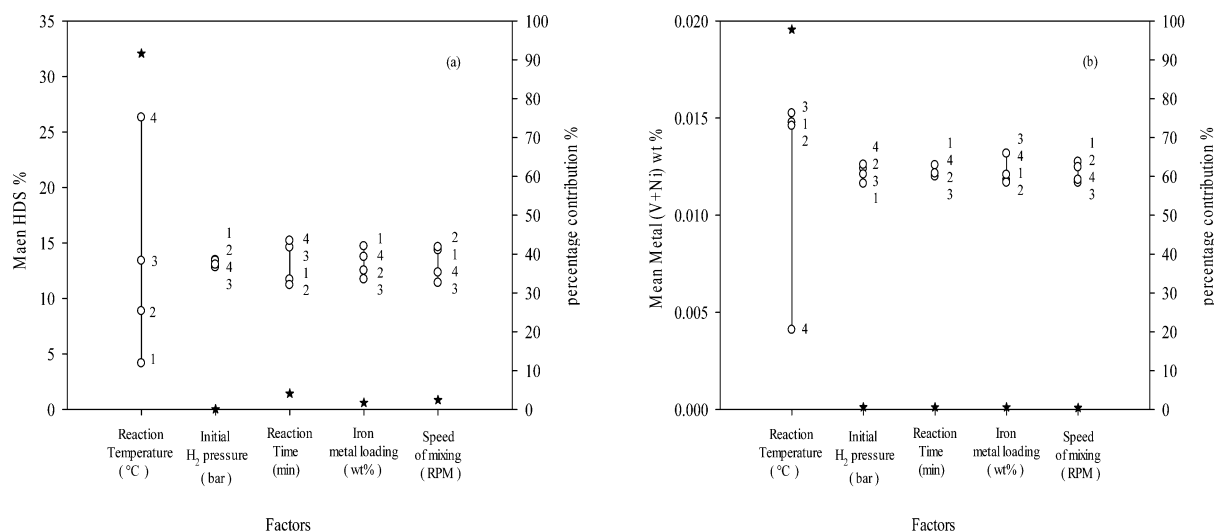 35
30
25
20
15
10
5
0
Maen HDS %
100
90
80
70
60
50
40
30
20
10
0
percentage contribution %
(a)
4
3
2
1
1
2
4
3
4
3
1
2
1
4
2
3
2
1
4
3
Reaction
Temperature
( °C )
Initial
H2 pressure
( bar )
Reaction
Time
(min)
Iron
metal loading
( wt% )
Speed
of mixing
( RPM )
Factors
0.020
0.015
0.010
0.005
0.000
Mean Metal (V+Ni) wt %
100
90
80
70
60
50
40
30
20
10
0
percentage contribution %
(b)
3
1
2
4
4
2
3
1
1
4
2
3
3
4
1
2
1
2
4
3
Reaction
Temperature
( °C )
Initial
H2 pressure
( bar )
Reaction
Time
(min)
Iron
metal loading
( wt% )
Speed
of mixing
( RPM )
Factors